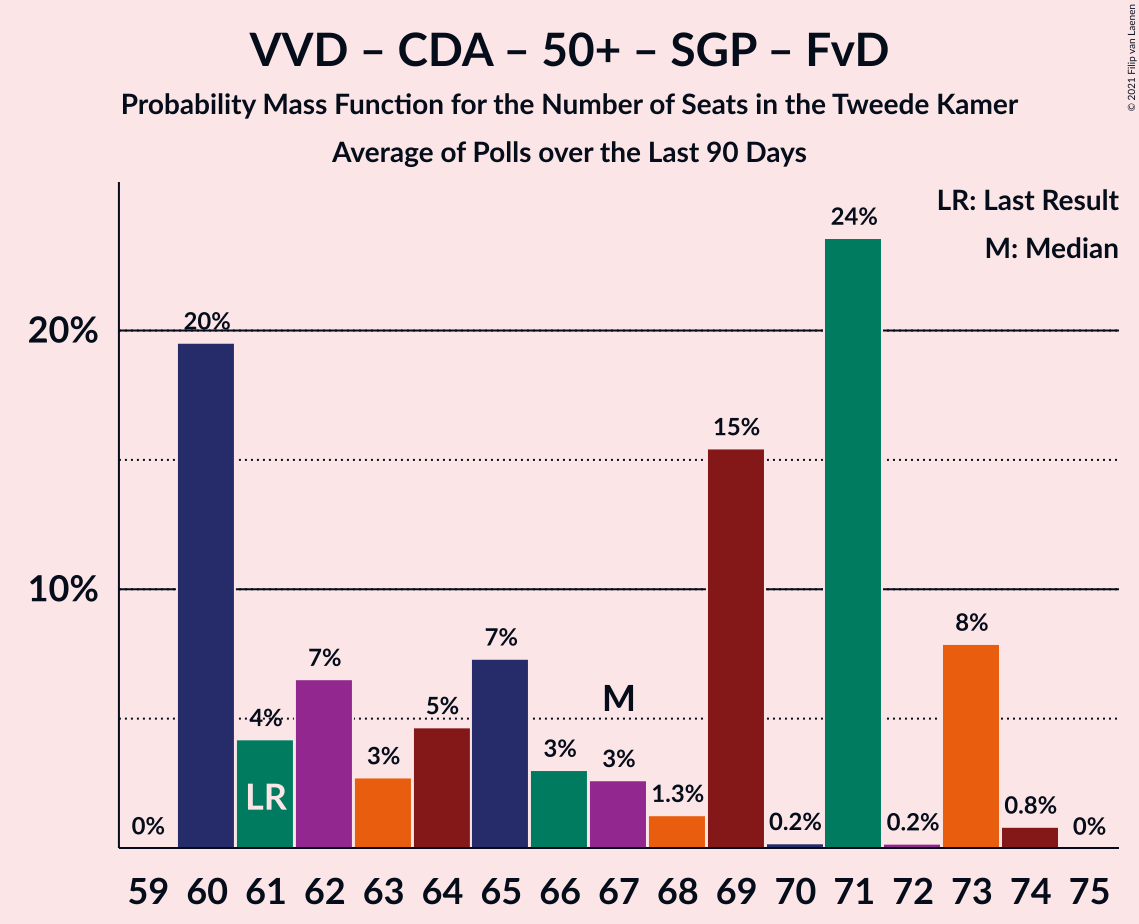 VVD – CDA – 50+ – SGP – FvD
Probability Mass Function for the Number of Seats in the Tweede Kamer
Average of Polls over the Last 90 Days
© 2021 Filip van Laenen
LR: Last Result
M: Median
20%
10%
0%
20%
4%
LR
7%
3%
5%
7%
3%
M
3%
1.3%
15%
0.2%
24%
0.2%
8%
0.8%
0%
59 60 61 62 63 64 65 66 67 68 69 70 71 72 73 74 75